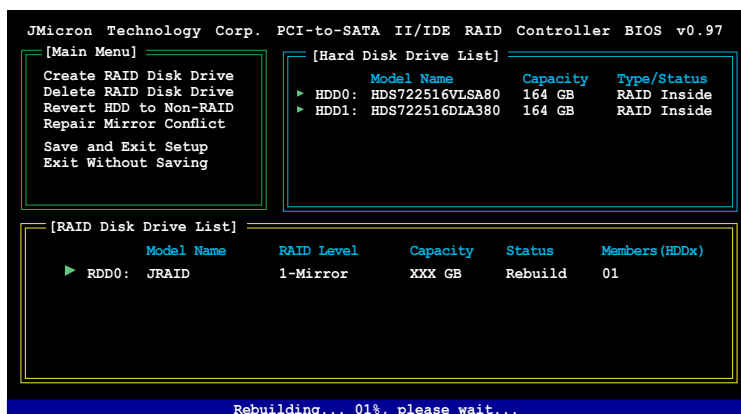 JMicron Technology Corp. PCI-to-SATA II/IDE RAID Controller BIOS v0.97
[Main Menu]
Create RAID Disk Drive
Delete RAID Disk Drive
Revert HDD to Non-RAID
Repair Mirror Conflict
Save and Exit Setup
Exit Without Saving
[Hard Disk Drive List]
Model Name Capacity Type/Status
HDD0: HDS722516VLSA80 164 GB RAID Inside
HDD1: HDS722516DLA380 164 GB RAID Inside
[RAID Disk Drive List]
Model Name RAID Level Capacity Status Members(HDDx)
RDD0: JRAID 1-Mirror XXX GB Rebuild 01
Rebuilding... 01%, please wait...